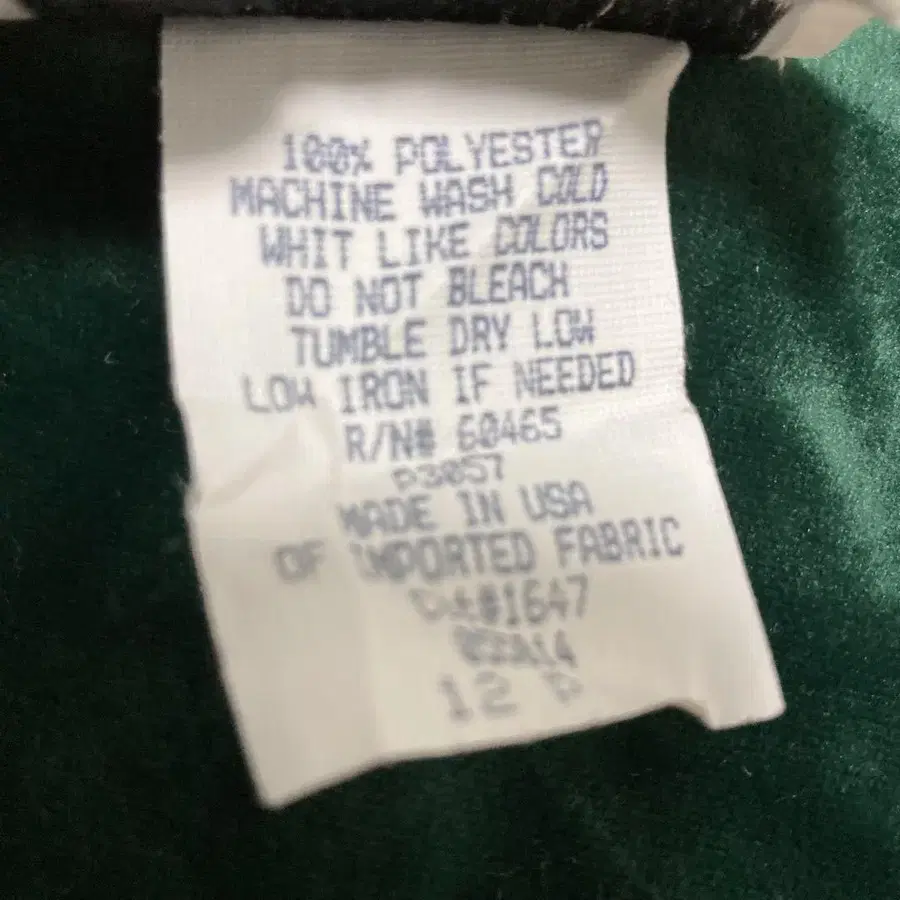 100% POLYESTER
MACHINE WASH COLD
WHIT LIKE COLORS
DO NOT BLEACH
TUMBLE DRY LOW
LOW IRON IF NEEDED
R/N# 60465
D3057
MADE IN USA
OF IMPORTED FABRIC
12 P